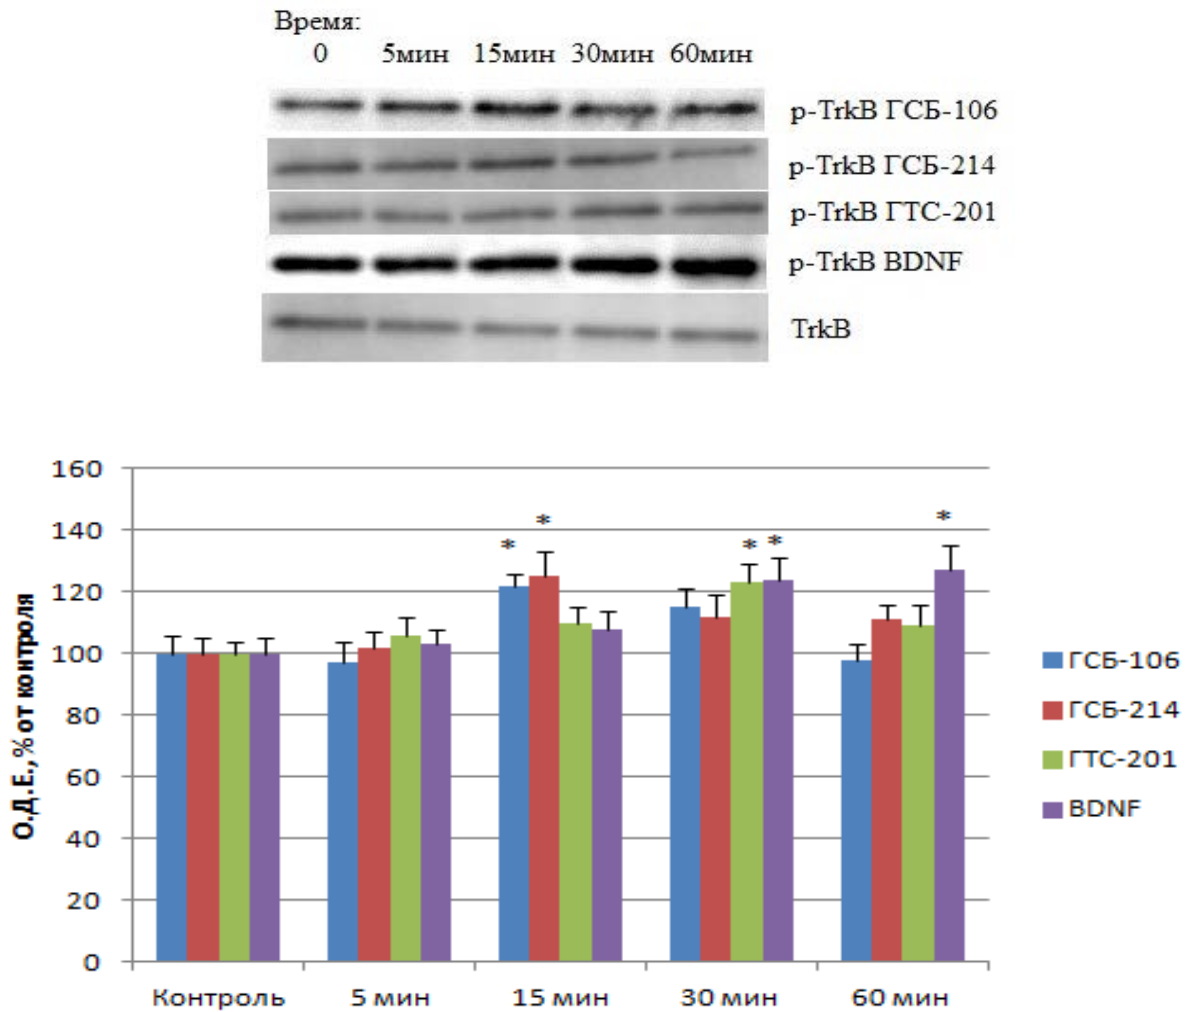 Время:
0 5мин 15мин 30мин 60мин
p-TrkB ГСБ-106
p-TrkB ГСБ-214
p-TrkB ГТС-201
p-TrkB BDNF
TrkB
160
140
120
100
80
60
40
20
0
О.Д.Е., % от контроля
* * * * *
Контроль 5 мин 15 мин 30 мин 60 мин
ГСБ-106
ГСБ-214
ГТС-201
BDNF